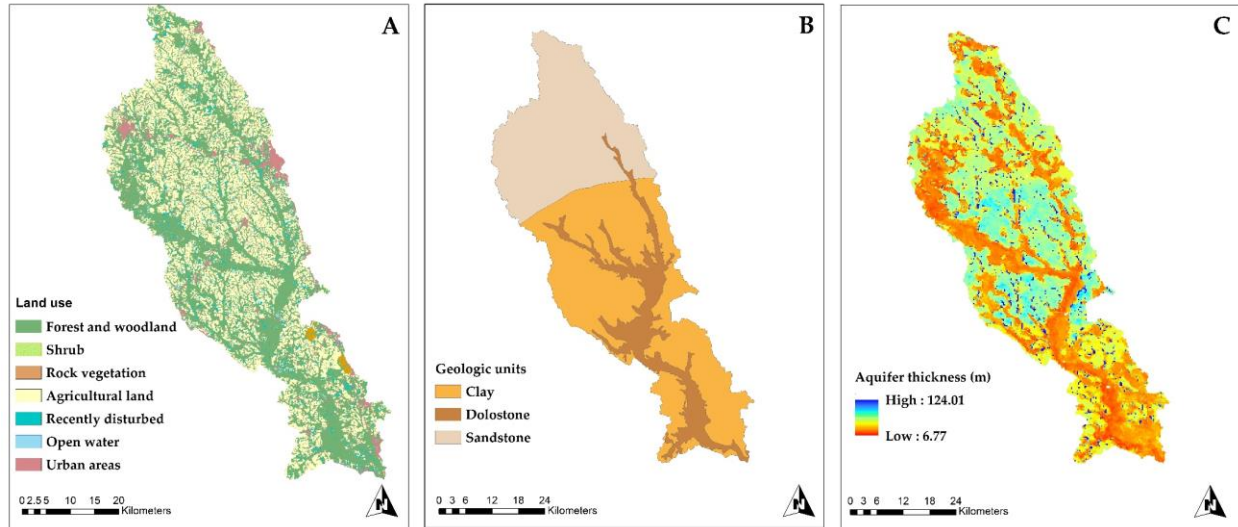 A
Land use
Forest and woodland
Shrub
Rock vegetation
Agricultural land
Recently disturbed
Open water
Urban areas
0 2.5 5 10 15 20
Kilometers
N
B
Geologic units
Clay
Dolostone
Sandstone
0 3 6 12 18 24
Kilometers
N
C
Aquifer thickness (m)
High : 124.01
Low : 6.77
0 3 6 12 18 24
Kilometers
N